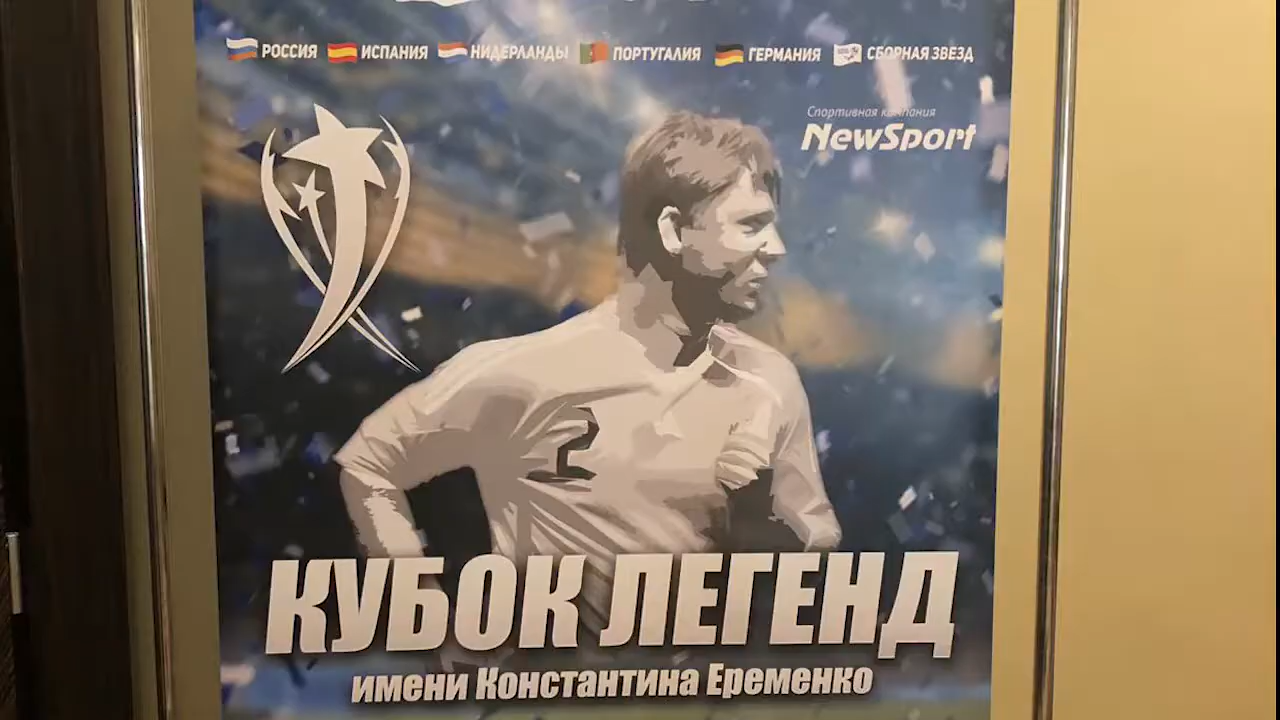 РОССИЯ ИСПАНИЯ НИДЕРЛАНДЫ ПОРТУГАЛИЯ ГЕРМАНИЯ СБОРНАЯ ЗВЕЗД
Спортивная компания
NewSport
2
КУБОК ЛЕГЕНД
имени Константина Еременко